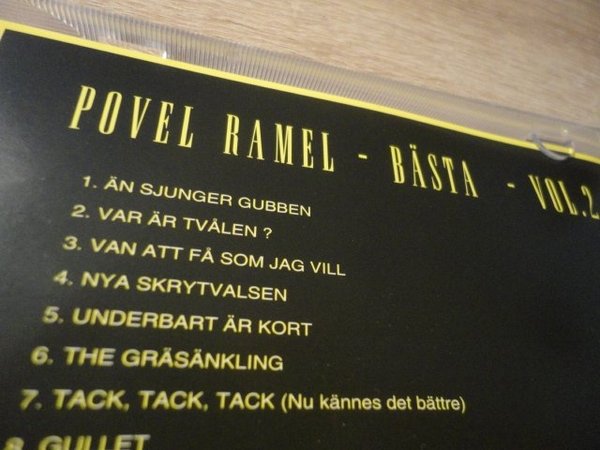 POVEL RAMEL - BÄSTA - VOL.2
1. ÄN SJUNGER GUBBEN
2. VAR ÄR TVÅLEN ?
3. VAN ATT FÅ SOM JAG VILL
4. NYA SKRYTVALSEN
5. UNDERBART ÄR KORT
6. THE GRÄSÄNKLING
7. TACK, TACK, TACK (Nu kännes det bättre)
8. GULLET